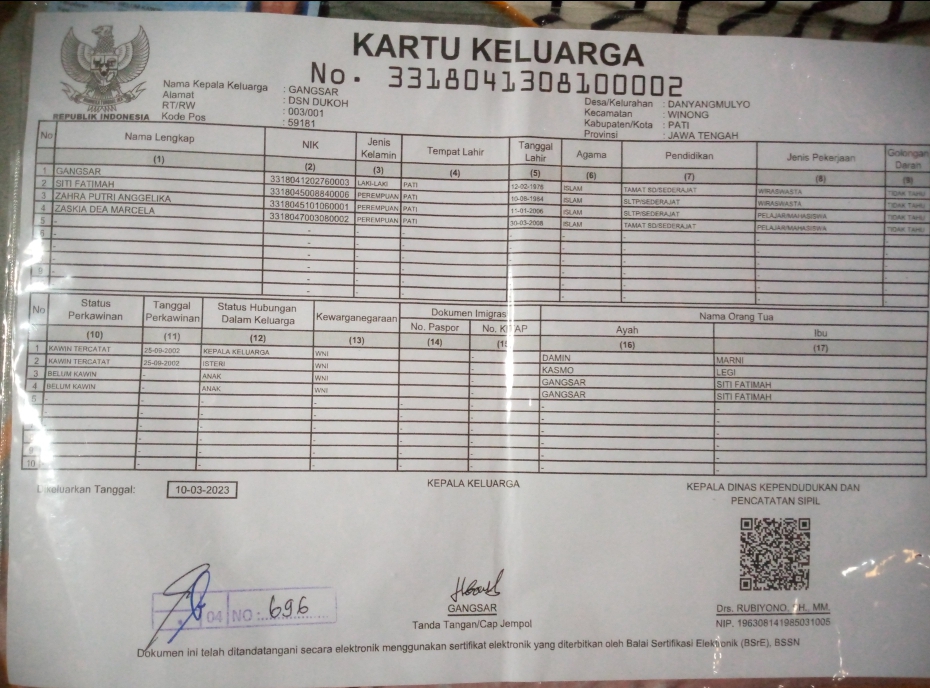 KARTU KELUARGA
No. 3318041308100002
Nama Kepala Keluarga : GANGSAR
Alamat : DSN DUKOH
RT/RW : 003/001
Kode Pos : 59181
Desa/Kelurahan : DANYANGMULYO
Kecamatan : WINONG
Kabupaten/Kota : PATI
Provinsi : JAWA TENGAH
REPUBLIK INDONESIA
No Nama Lengkap NIK Jenis Kelamin Tempat Lahir Tanggal Lahir Agama Pendidikan Jenis Pekerjaan Golongan Darah
(1) (2) (3) (4) (5) (6) (7) (8) (9)
1 GANGSAR 3318041202760003 LAKI-LAKI PATI 12-02-1976 ISLAM TAMAT SD/SEDERAJAT WIRASWASTA TIDAK TAHU
2 SITI FATIMAH 3318045008840006 PEREMPUAN PATI 10-08-1984 ISLAM SLTP/SEDERAJAT WIRASWASTA TIDAK TAHU
3 ZAHRA PUTRI ANGGELIKA 3318045101060001 PEREMPUAN PATI 11-01-2006 ISLAM SLTP/SEDERAJAT PELAJAR/MAHASISWA TIDAK TAHU
4 ZASKIA DEA MARCELA 3318047003080002 PEREMPUAN PATI 30-03-2008 ISLAM TAMAT SD/SEDERAJAT PELAJAR/MAHASISWA TIDAK TAHU
No Status Perkawinan Tanggal Perkawinan Status Hubungan Dalam Keluarga Kewarganegaraan Dokumen Imigrasi Nama Orang Tua
No. Paspor No. KITAP Ayah Ibu
(10) (11) (12) (13) (14) (15 (16) (17)
1 KAWIN TERCATAT 25-09-2002 KEPALA KELUARGA WNI - DAMIN MARNI
2 KAWIN TERCATAT 25-09-2002 ISTERI WNI - KASMO LEGI
3 BELUM KAWIN - ANAK WNI - GANGSAR SITI FATIMAH
4 BELUM KAWIN - ANAK WNI - GANGSAR SITI FATIMAH
Dikeluarkan Tanggal: 10-03-2023
KEPALA KELUARGA
KEPALA DINAS KEPENDUDUKAN DAN
PENCATATAN SIPIL
04 NO : 696
GANGSAR
Tanda Tangan/Cap Jempol
Drs. RUBIYONO, SH., MM.
NIP. 196308141985031005
Dokumen ini telah ditandatangani secara elektronik menggunakan sertifikat elektronik yang diterbitkan oleh Balai Sertifikasi Elektronik (BSrE), BSSN